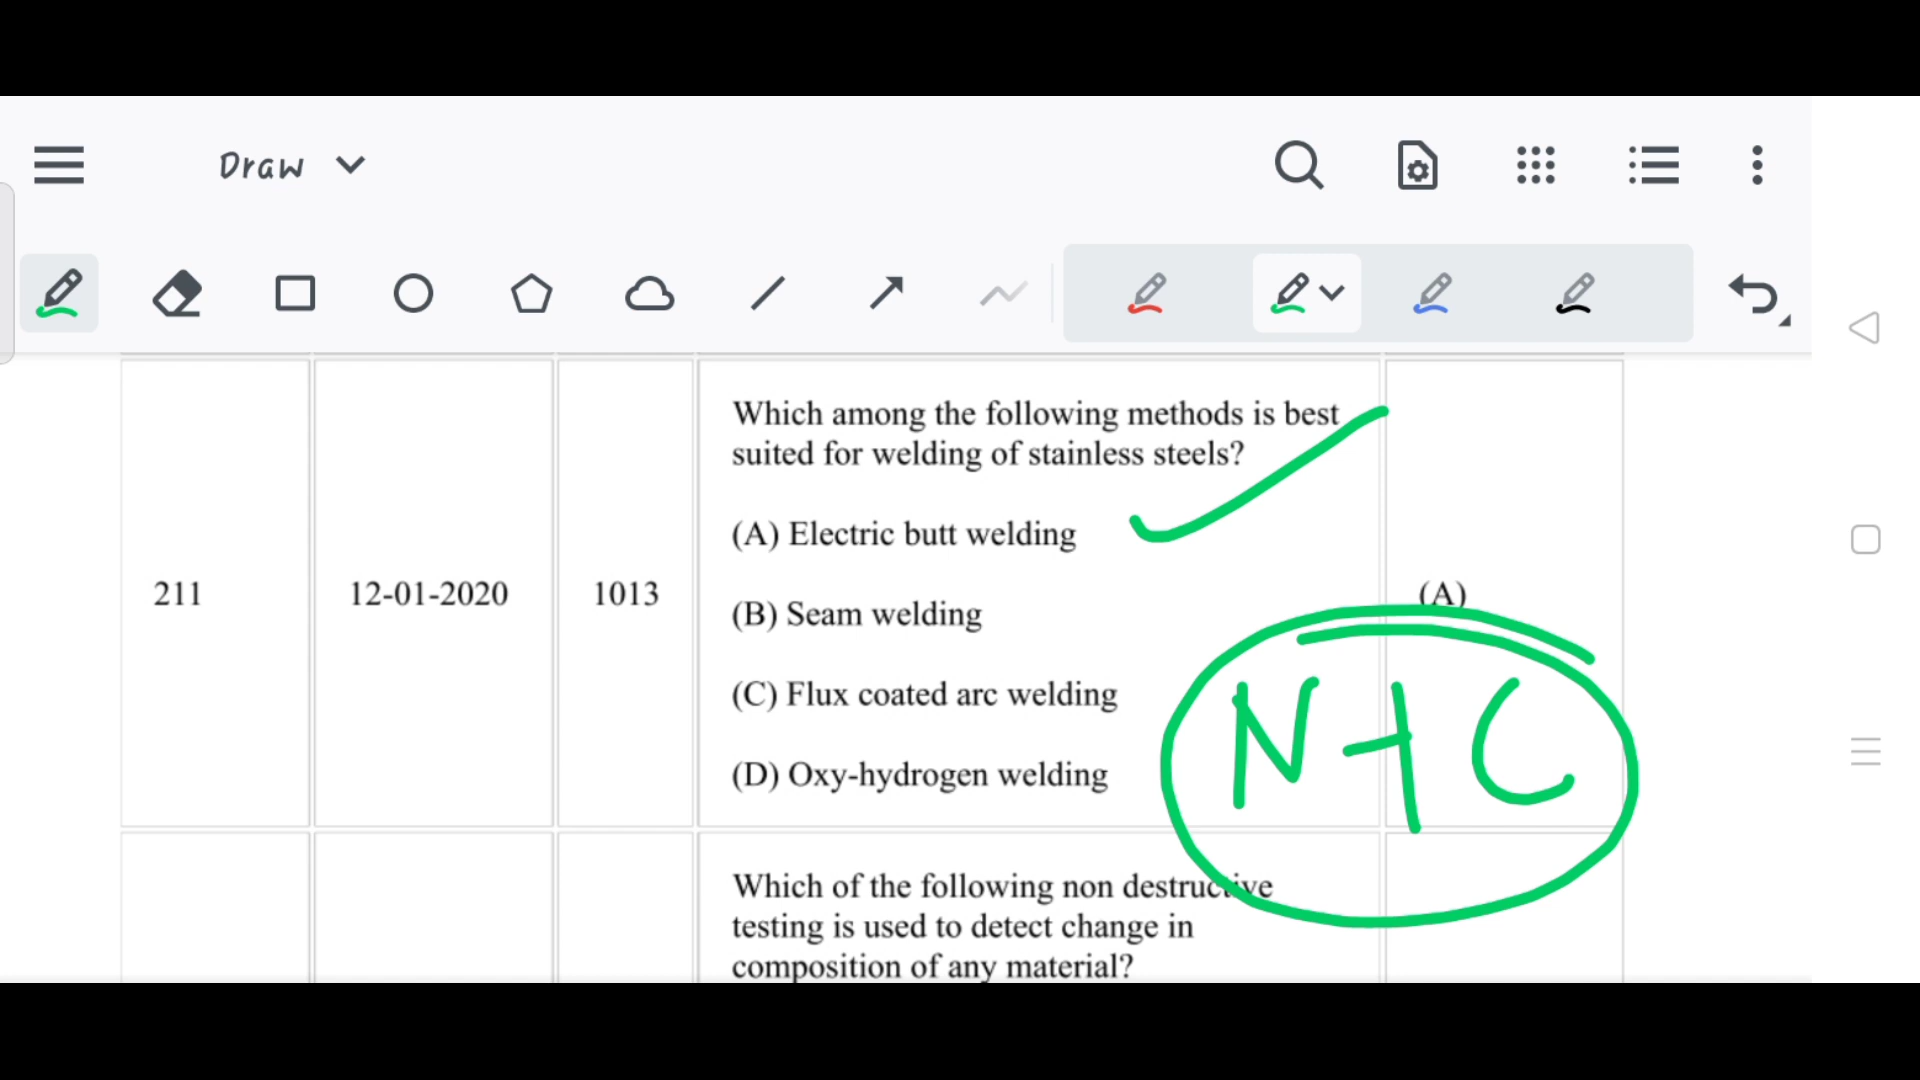 Draw
Which among the following methods is best
suited for welding of stainless steels?
(A) Electric butt welding
211
12-01-2020
1013
(A)
(B) Seam welding
(C) Flux coated arc welding
(D) Oxy-hydrogen welding
Which of the following non destructive
testing is used to detect change in
composition of any material?